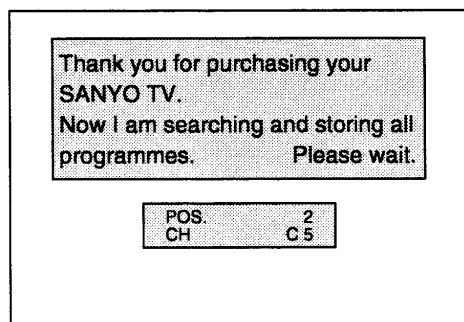 Thank you for purchasing your
SANYO TV.
Now I am searching and storing all
programmes. Please wait.
POS. 2
CH C 5